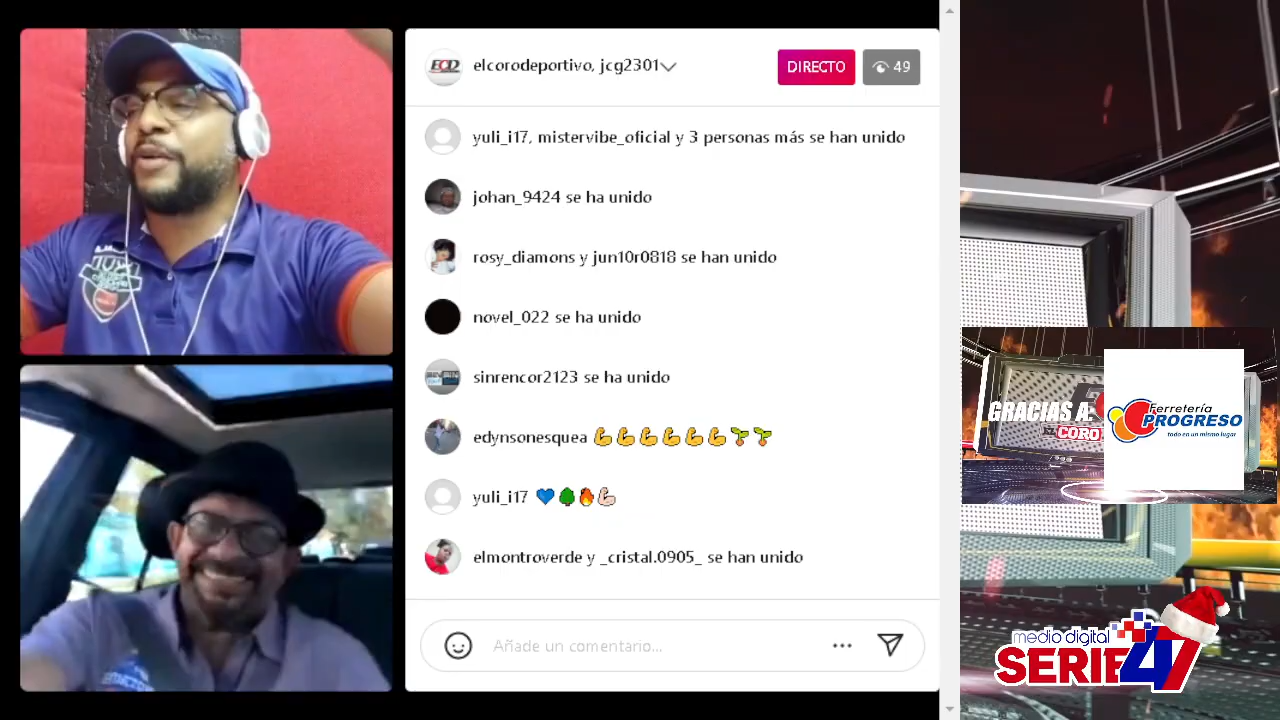 ECD
elcorodeportivo, jcg2301
DIRECTO
49
yuli_i17, mistervibe_oficial y 3 personas más se han unido
johan_9424 se ha unido
rosy_diamons y jun10r0818 se han unido
novel_022 se ha unido
sinrencor2123 se ha unido
edynsonesquea 💪💪💪💪💪💪🌱🌱
yuli_i17 💙🌳🔥💪🏻
elmontroverde y _cristal.0905_ se han unido
Añade un comentario...
GRACIAS A:
CORO
Ferretería
PROGRESO
todo en un mismo lugar
medio digital
SERIE 47